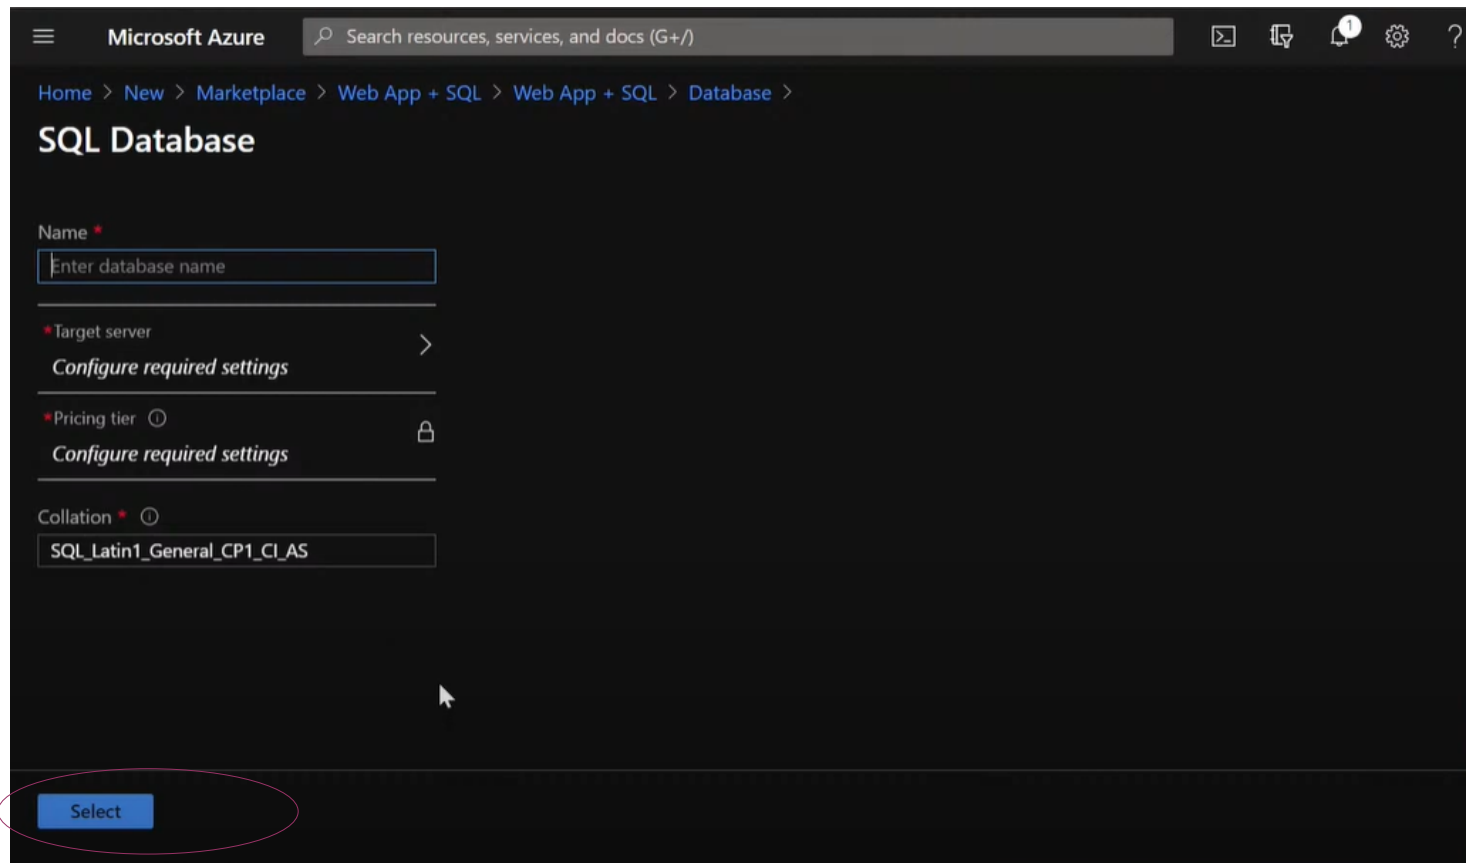 Microsoft Azure
Search resources, services, and docs (G+/)
1
Home > New > Marketplace > Web App + SQL > Web App + SQL > Database >
SQL Database
Name *
Enter database name
*Target server
Configure required settings
*Pricing tier
Configure required settings
Collation *
SQL_Latin1_General_CP1_CI_AS
Select